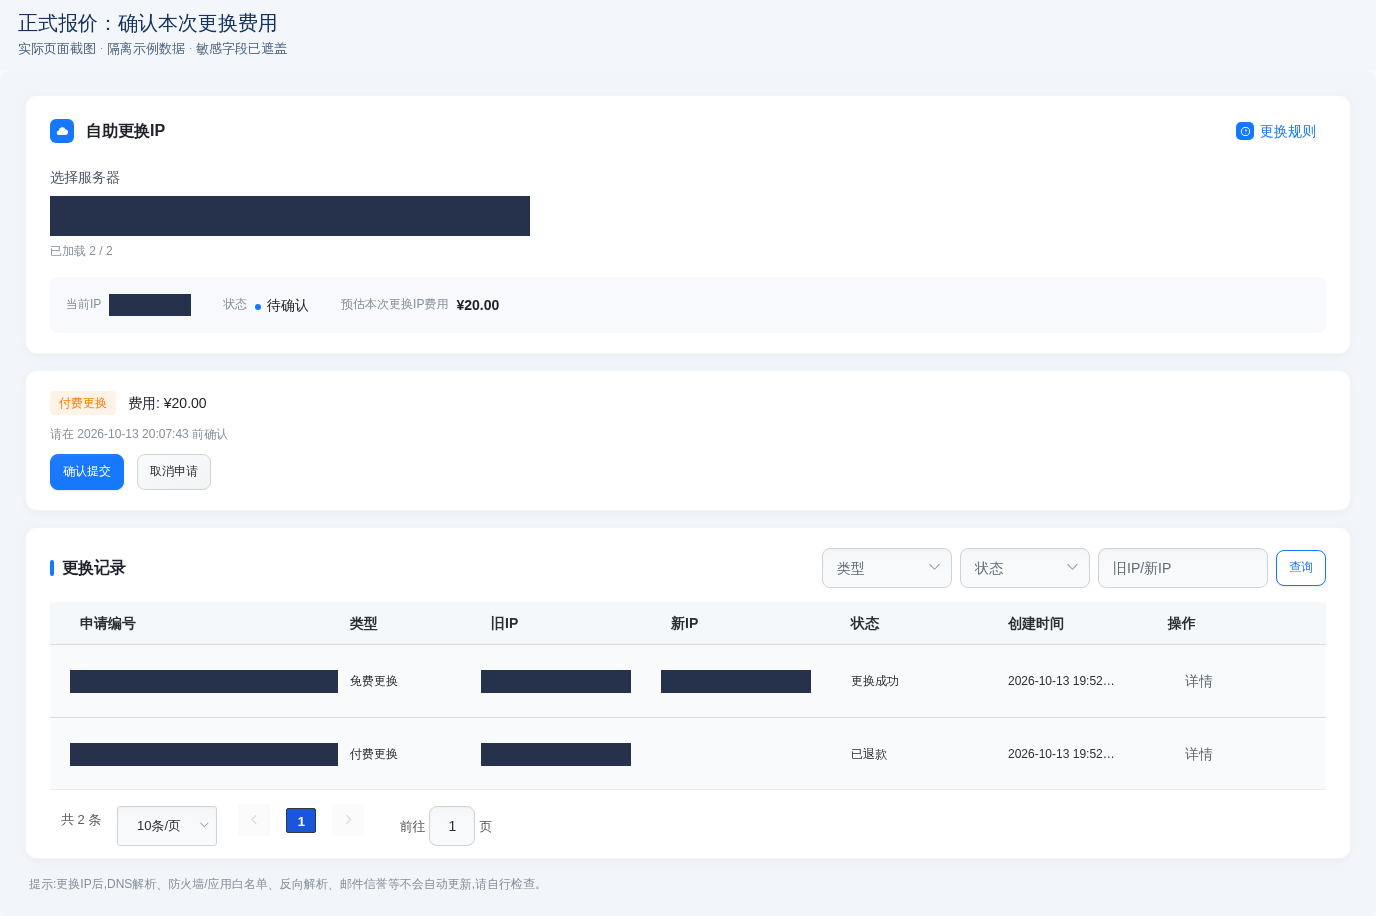 正式报价：确认本次更换费用
实际页面截图 · 隔离示例数据 · 敏感字段已遮盖
自助更换IP
更换规则
选择服务器
已加载 2 / 2
当前IP
状态 待确认
预估本次更换IP费用 ¥20.00
付费更换 费用: ¥20.00
请在 2026-10-13 20:07:43 前确认
确认提交 取消申请
更换记录
类型 状态 旧IP/新IP 查询
申请编号 类型 旧IP 新IP 状态 创建时间 操作
免费更换 更换成功 2026-10-13 19:52... 详情
付费更换 已退款 2026-10-13 19:52... 详情
共 2 条 10条/页 1 前往 1 页
提示:更换IP后,DNS解析、防火墙/应用白名单、反向解析、邮件信誉等不会自动更新,请自行检查。